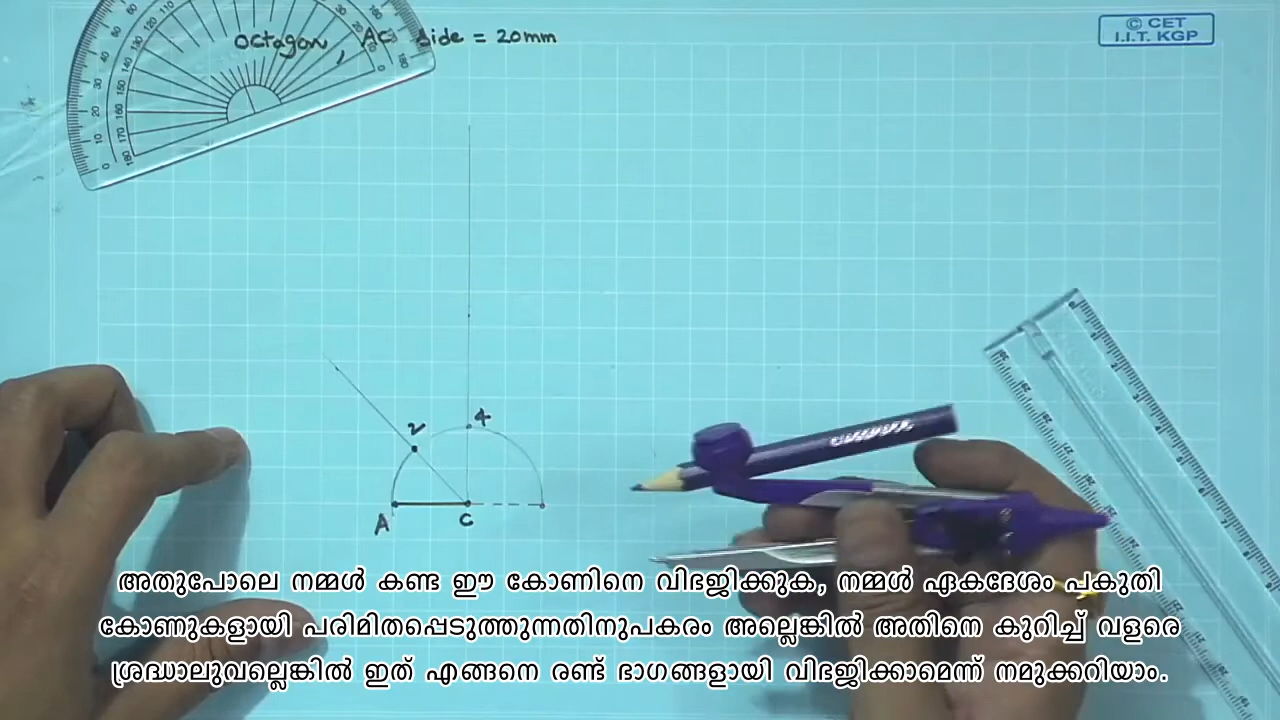 octagon, AC side = 20mm
© CET
I.I.T. KGP
2
4
A
C
അതുപോലെ നമ്മൾ കണ്ട ഈ കോണിനെ വിഭജിക്കുക, നമ്മൾ ഏകദേശം പകുതി
കോണുകളായി പരിമിതപ്പെടുത്തുന്നതിനുപകരം അല്ലെങ്കിൽ അതിനെ കുറിച്ച് വളരെ
ശ്രദ്ധാലുവല്ലെങ്കിൽ ഇത് എങ്ങനെ രണ്ട് ഭാഗങ്ങളായി വിഭജിക്കാമെന്ന് നമുക്കറിയാം.